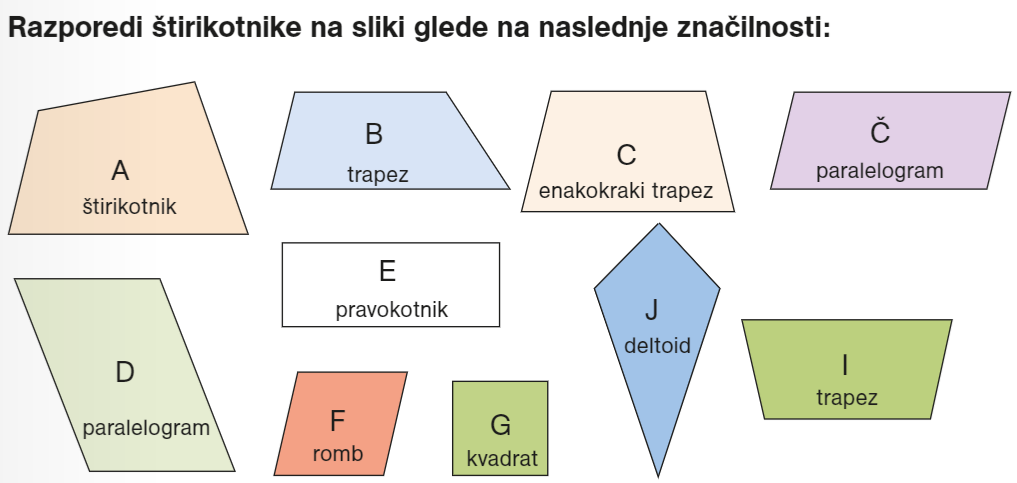 Razporedi štirikotnike na sliki glede na naslednje značilnosti:
A
štirikotnik
B
trapez
C
enakokraki trapez
Č
paralelogram
D
paralelogram
E
pravokotnik
J
deltoid
I
trapez
F
romb
G
kvadrat